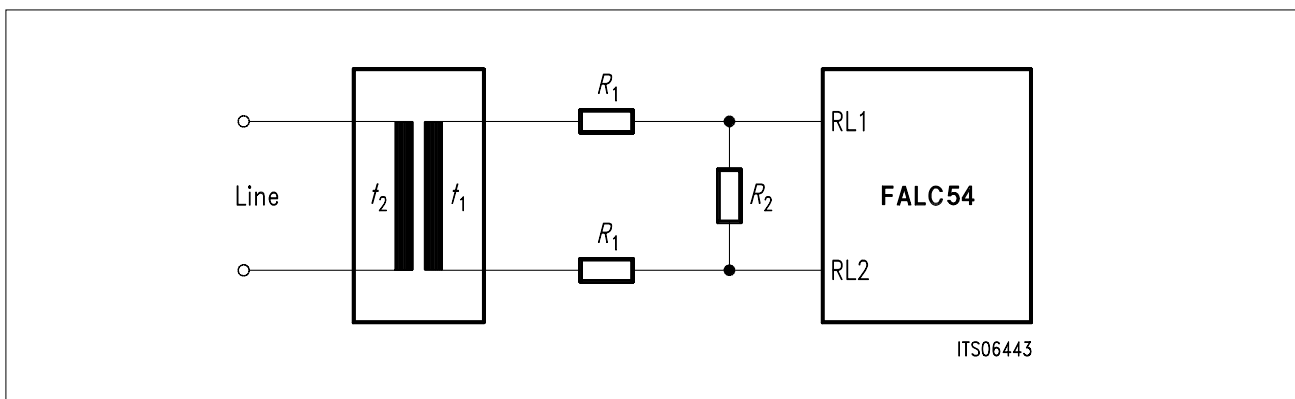 R1
RL1
Line
t2
t1
R2
FALC54
R1
RL2
ITS06443